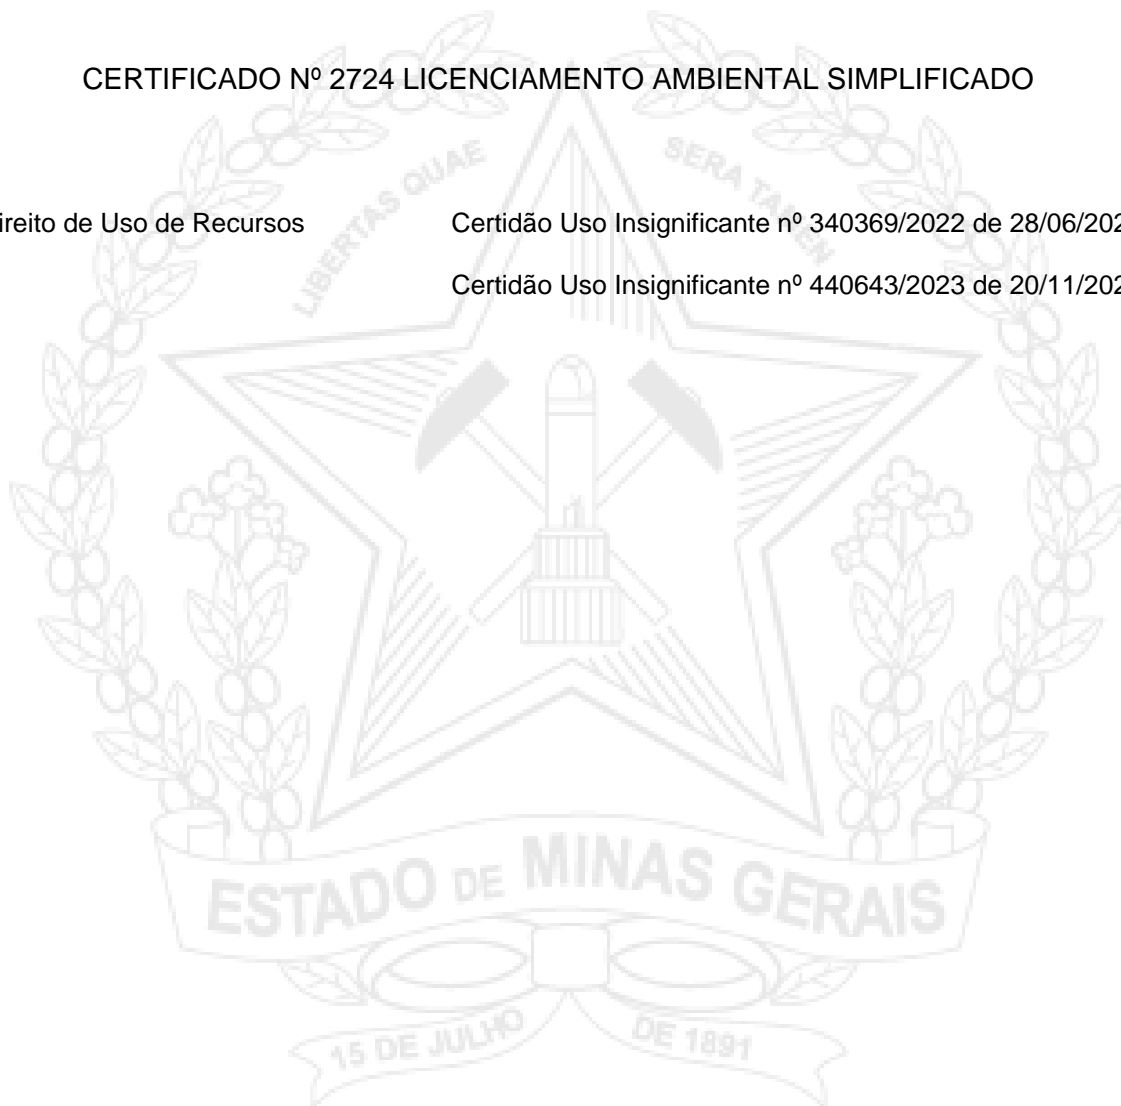 CERTIFICADO Nº 2724 LICENCIAMENTO AMBIENTAL SIMPLIFICADO
LIBERTAS QUAE SERA TAMEN
ireito de Uso de Recursos Certidão Uso Insignificante nº 340369/2022 de 28/06/202
Certidão Uso Insignificante nº 440643/2023 de 20/11/202
ESTADO DE MINAS GERAIS
15 DE JULHO DE 1891